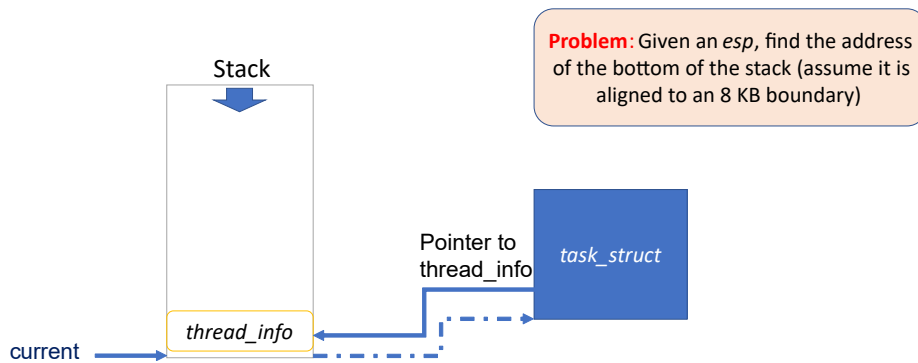 Problem: Given an esp, find the address
of the bottom of the stack (assume it is
aligned to an 8 KB boundary)
Stack
Pointer to
thread_info
task_struct
thread_info
current